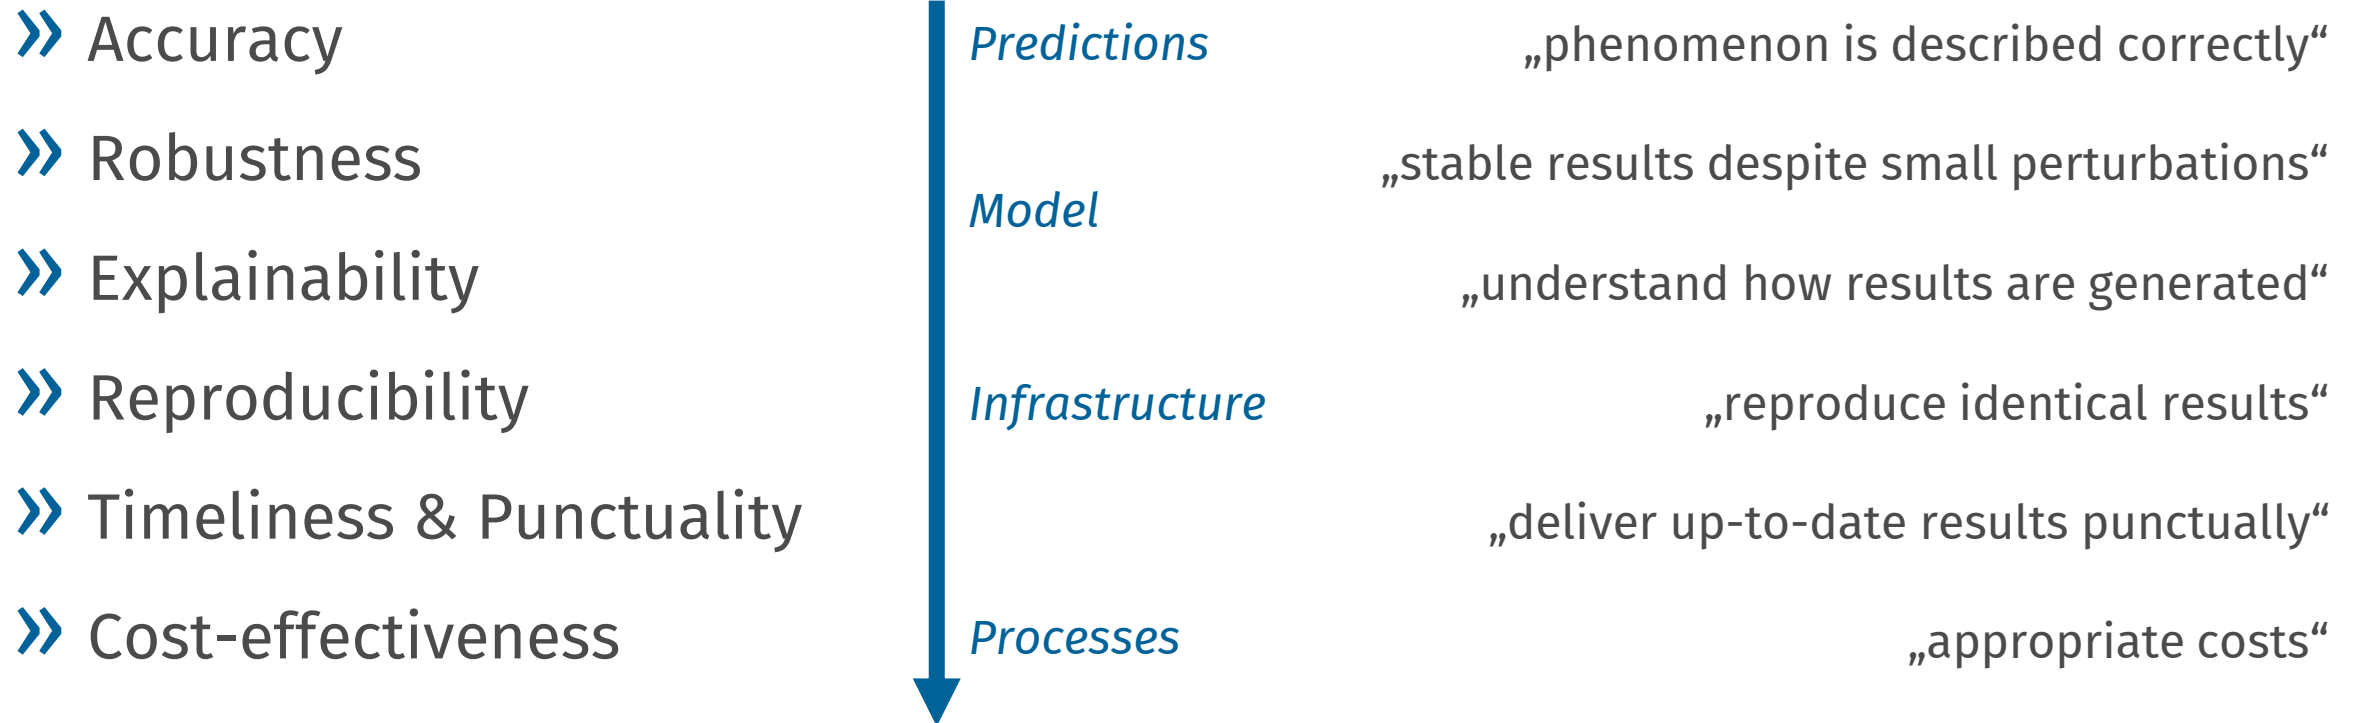 » Accuracy Predictions „phenomenon is described correctly“
» Robustness „stable results despite small perturbations“
Model
» Explainability „understand how results are generated“
» Reproducibility Infrastructure „reproduce identical results“
» Timeliness & Punctuality „deliver up-to-date results punctually“
» Cost-effectiveness Processes „appropriate costs“